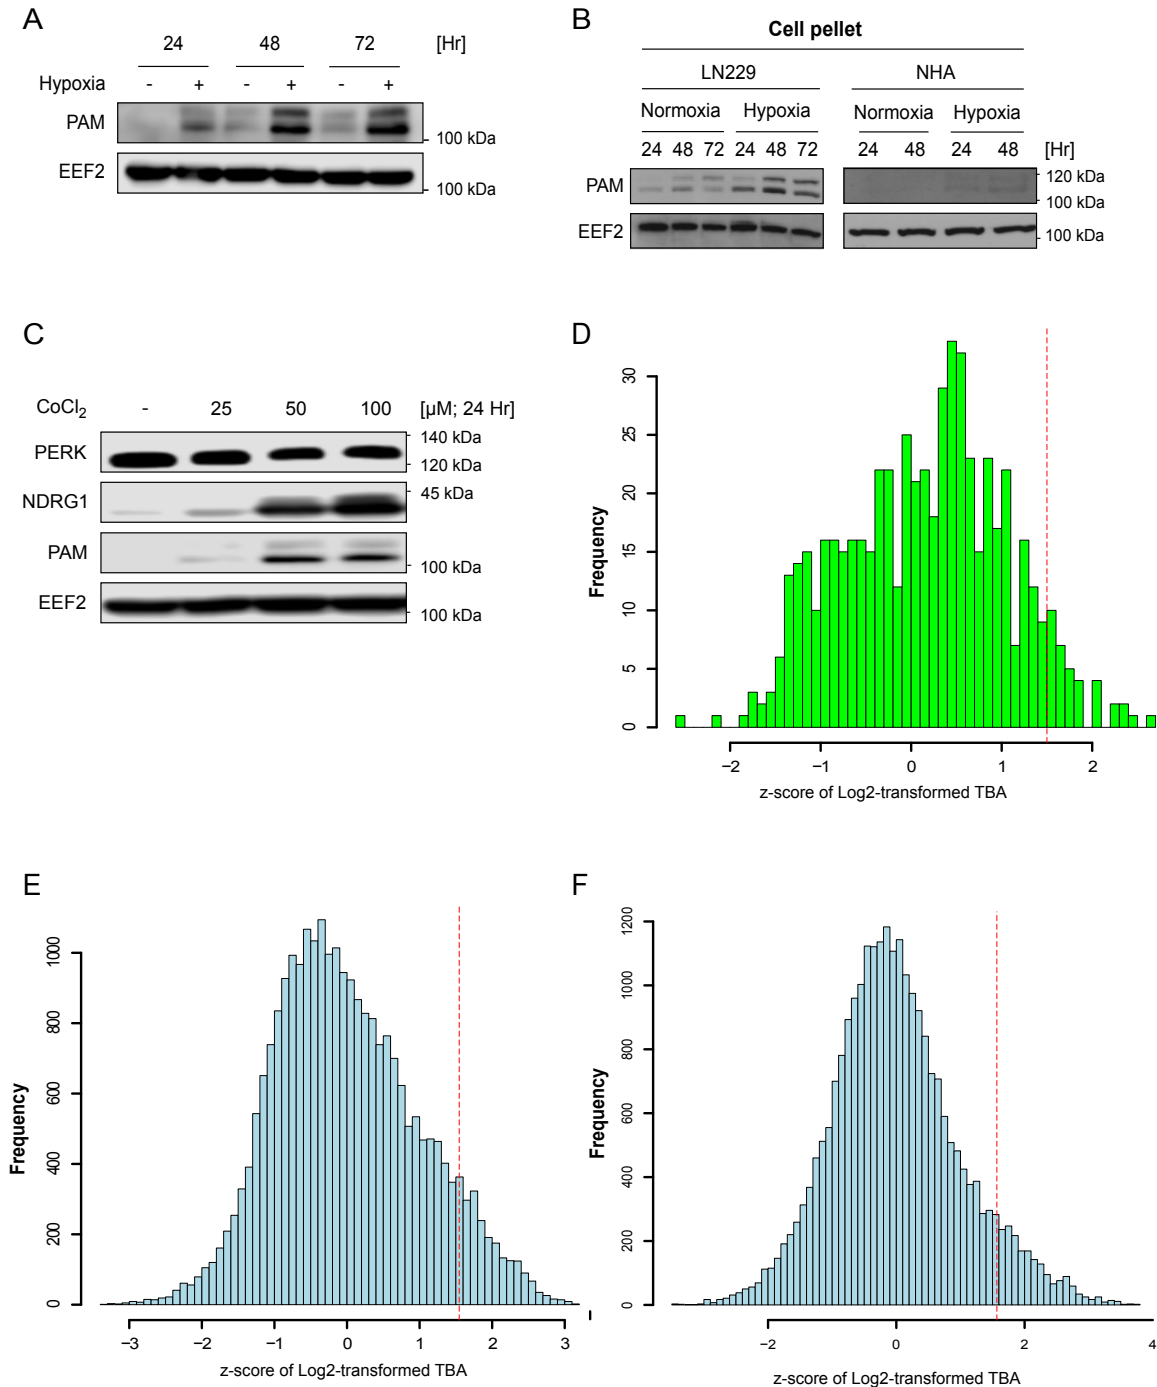 A
24 48 72 [Hr]
Hypoxia - + - + - +
PAM
100 kDa
EEF2
100 kDa
B
Cell pellet
LN229 NHA
Normoxia Hypoxia Normoxia Hypoxia
24 48 72 24 48 72 24 48 24 48 [Hr]
PAM
120 kDa
100 kDa
EEF2
100 kDa
C
CoCl2 - 25 50 100 [µM; 24 Hr]
PERK
140 kDa
120 kDa
NDRG1
45 kDa
PAM
100 kDa
EEF2
100 kDa
D
Frequency
0 5 10 15 20 25 30
−2 −1 0 1 2
z-score of Log2-transformed TBA
E
Frequency
0 200 400 600 800 1000
−3 −2 −1 0 1 2 3
z-score of Log2-transformed TBA
F
Frequency
0 200 400 600 800 1000 1200
−2 0 2 4
z-score of Log2-transformed TBA